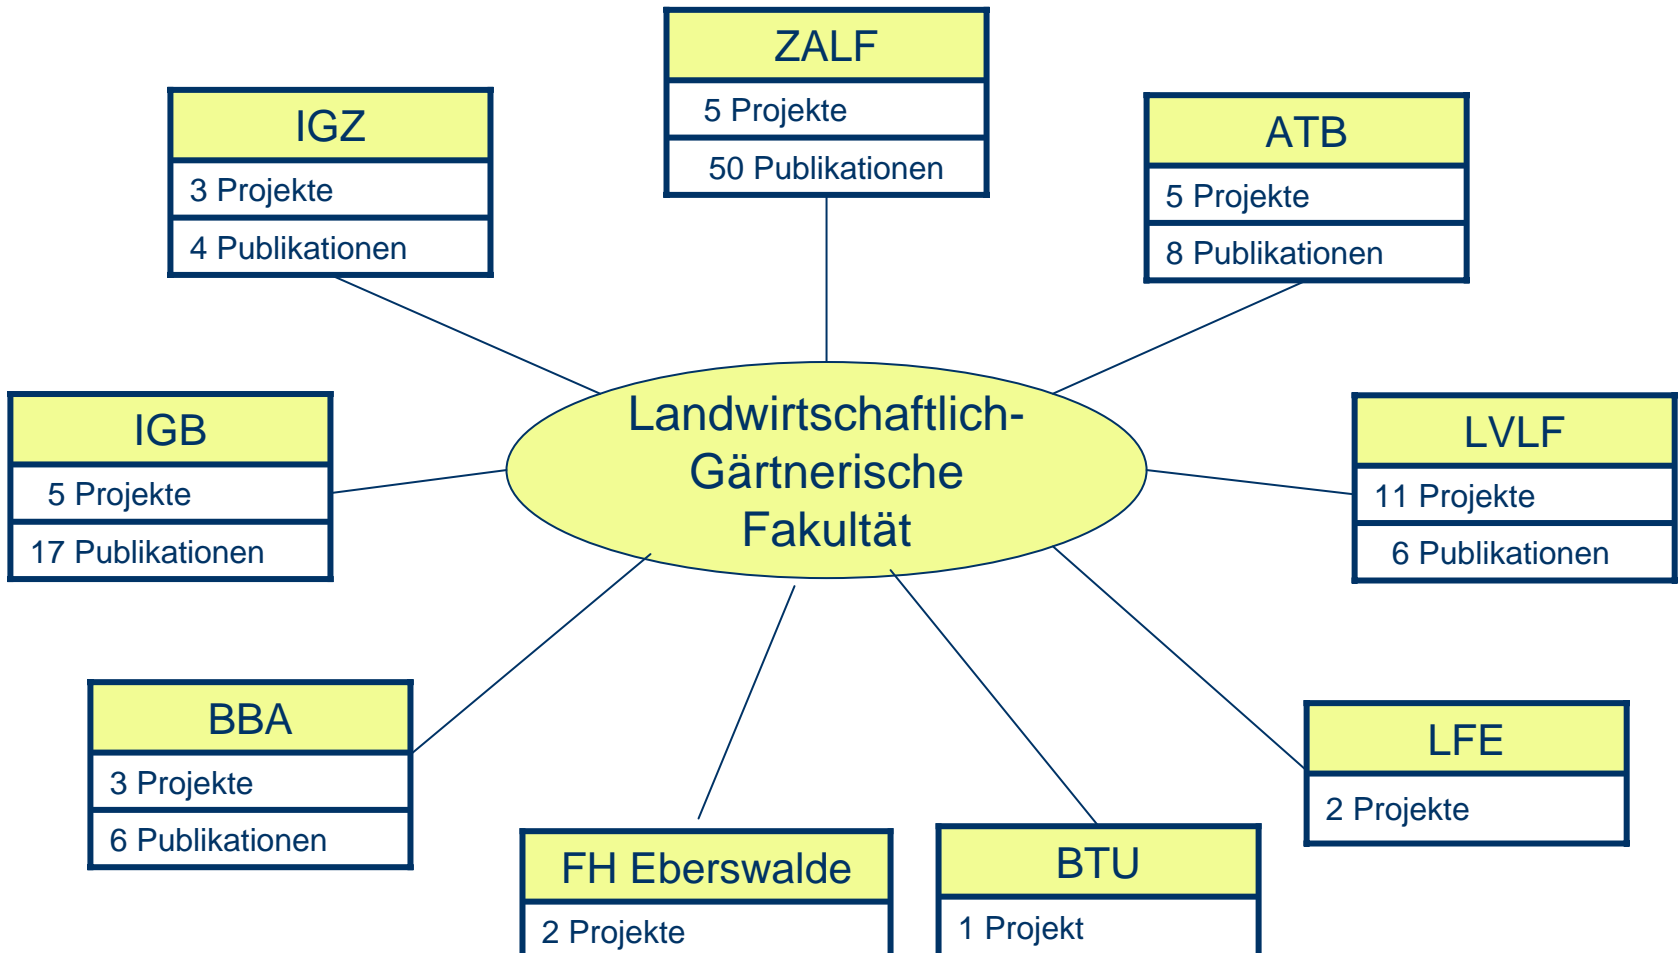 ZALF
5 Projekte
50 Publikationen
IGZ
3 Projekte
4 Publikationen
ATB
5 Projekte
8 Publikationen
Landwirtschaftlich-
Gärtnerische
Fakultät
IGB
5 Projekte
17 Publikationen
LVLF
11 Projekte
6 Publikationen
BBA
3 Projekte
6 Publikationen
LFE
2 Projekte
FH Eberswalde
2 Projekte
BTU
1 Projekt